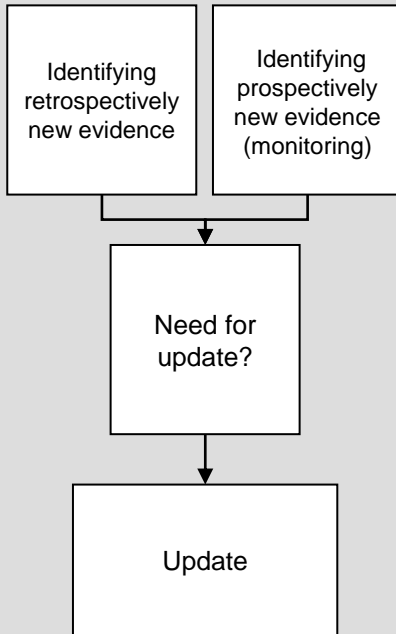 Identifying
retrospectively
new evidence
Identifying
prospectively
new evidence
(monitoring)
Need for
update?
Update